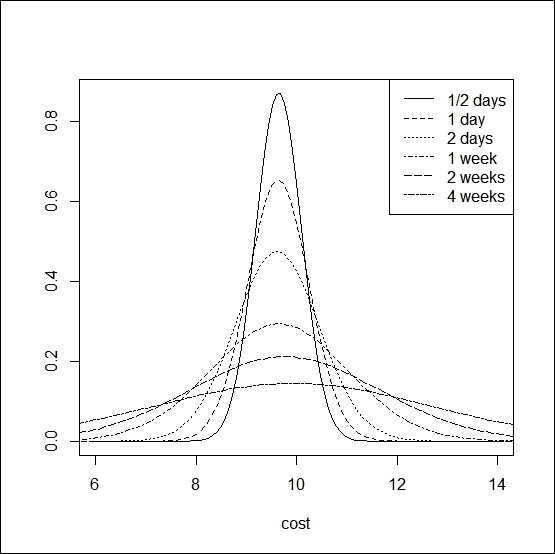 1/2 days
1 day
2 days
1 week
2 weeks
4 weeks
0.8
0.6
0.4
0.2
0.0
6 8 10 12 14
cost